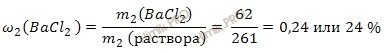 ω₂(BaCl₂) = m₂(BaCl₂) / m₂(раствора) = 62 / 261 = 0,24 или 24 %